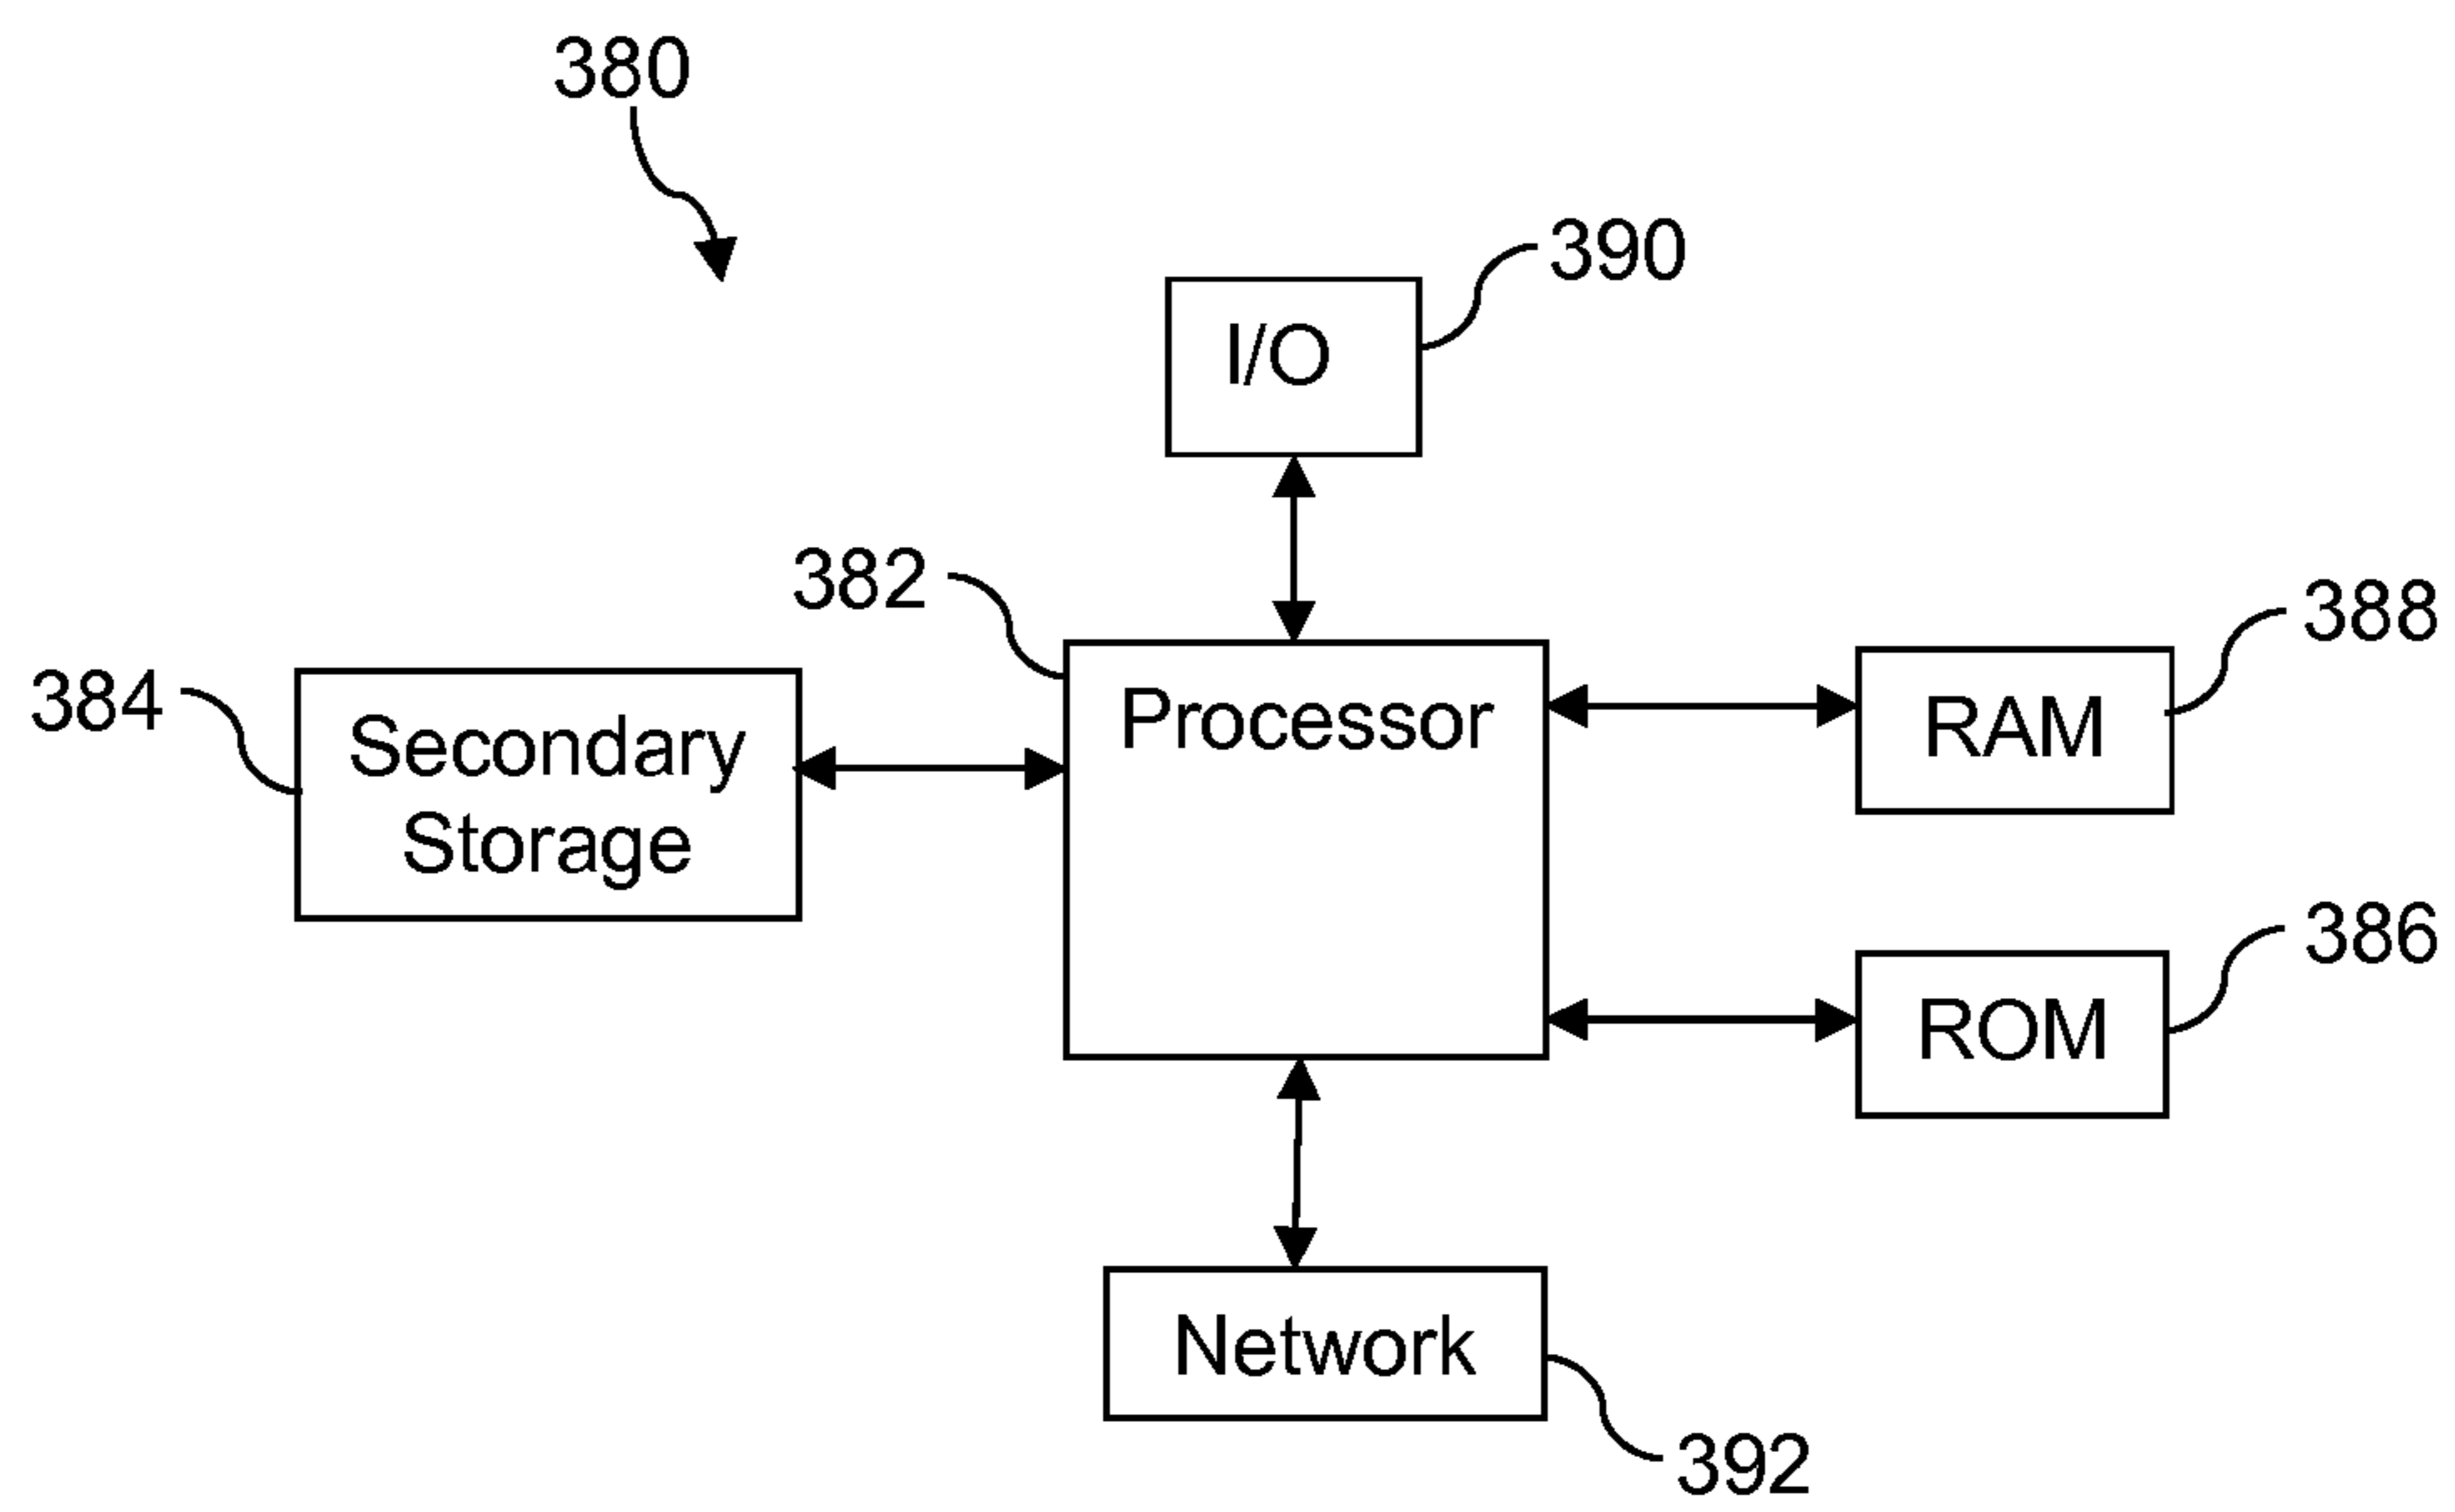 380
390
I/O
382
388
384
Secondary
Storage
Processor
RAM
386
ROM
Network
392